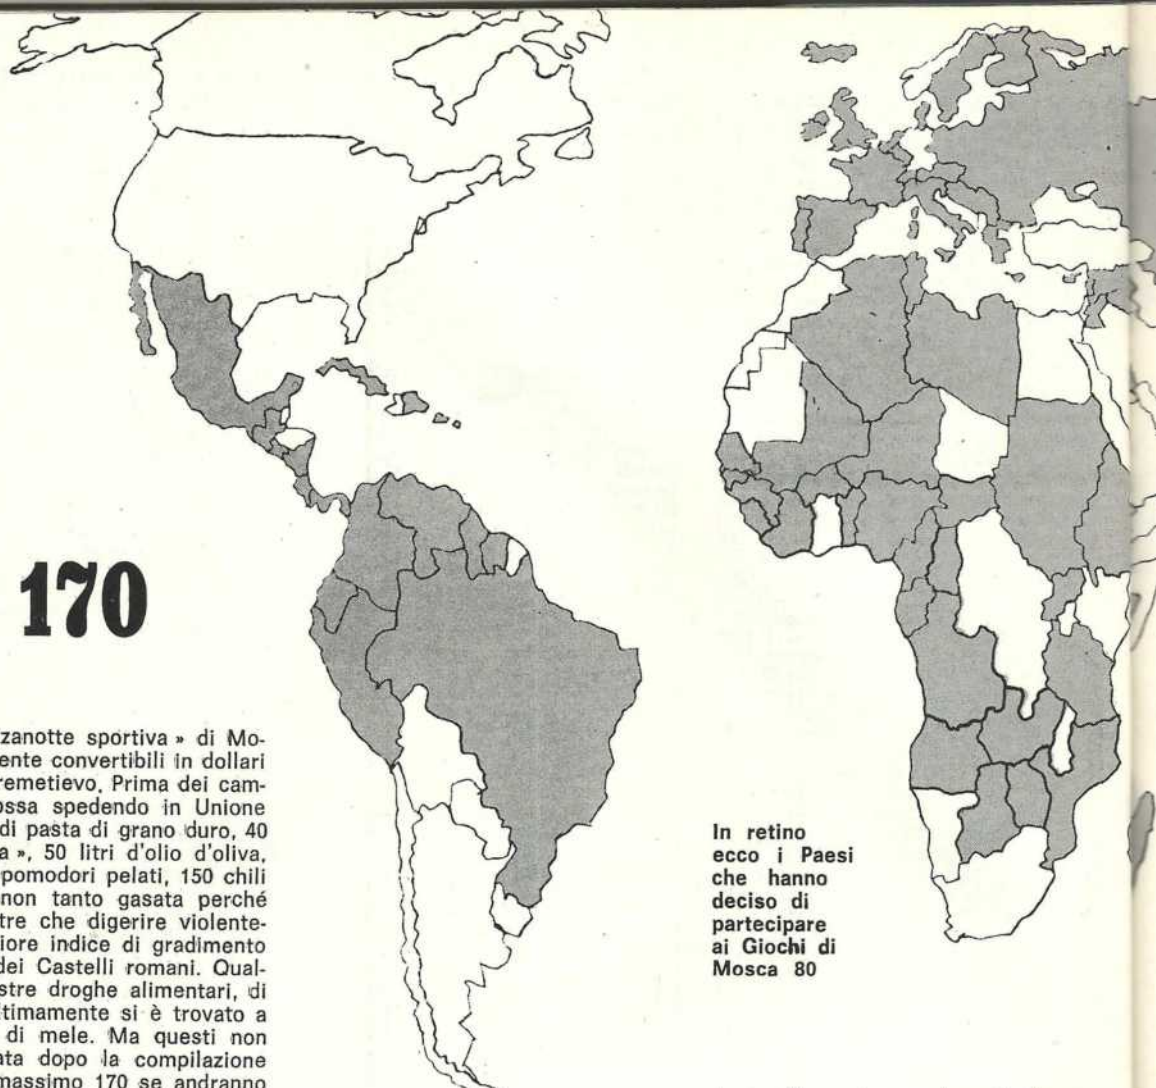 170
zanotte sportiva » di Mo-
ente convertibili in dollari
remetievo. Prima dei cam-
ossa spedendo in Unione
di pasta di grano duro, 40
a », 50 litri d'olio d'oliva,
pomodori pelati, 150 chili
non tanto gasata perché
tre che digerire violente-
iore indice di gradimento
dei Castelli romani. Qual-
stre droghe alimentari, di
timamente si è trovato a
di mele. Ma questi non
ata dopo la compilazione
massimo 170 se andranno
In retino
ecco i Paesi
che hanno
deciso di
partecipare
ai Giochi di
Mosca 80